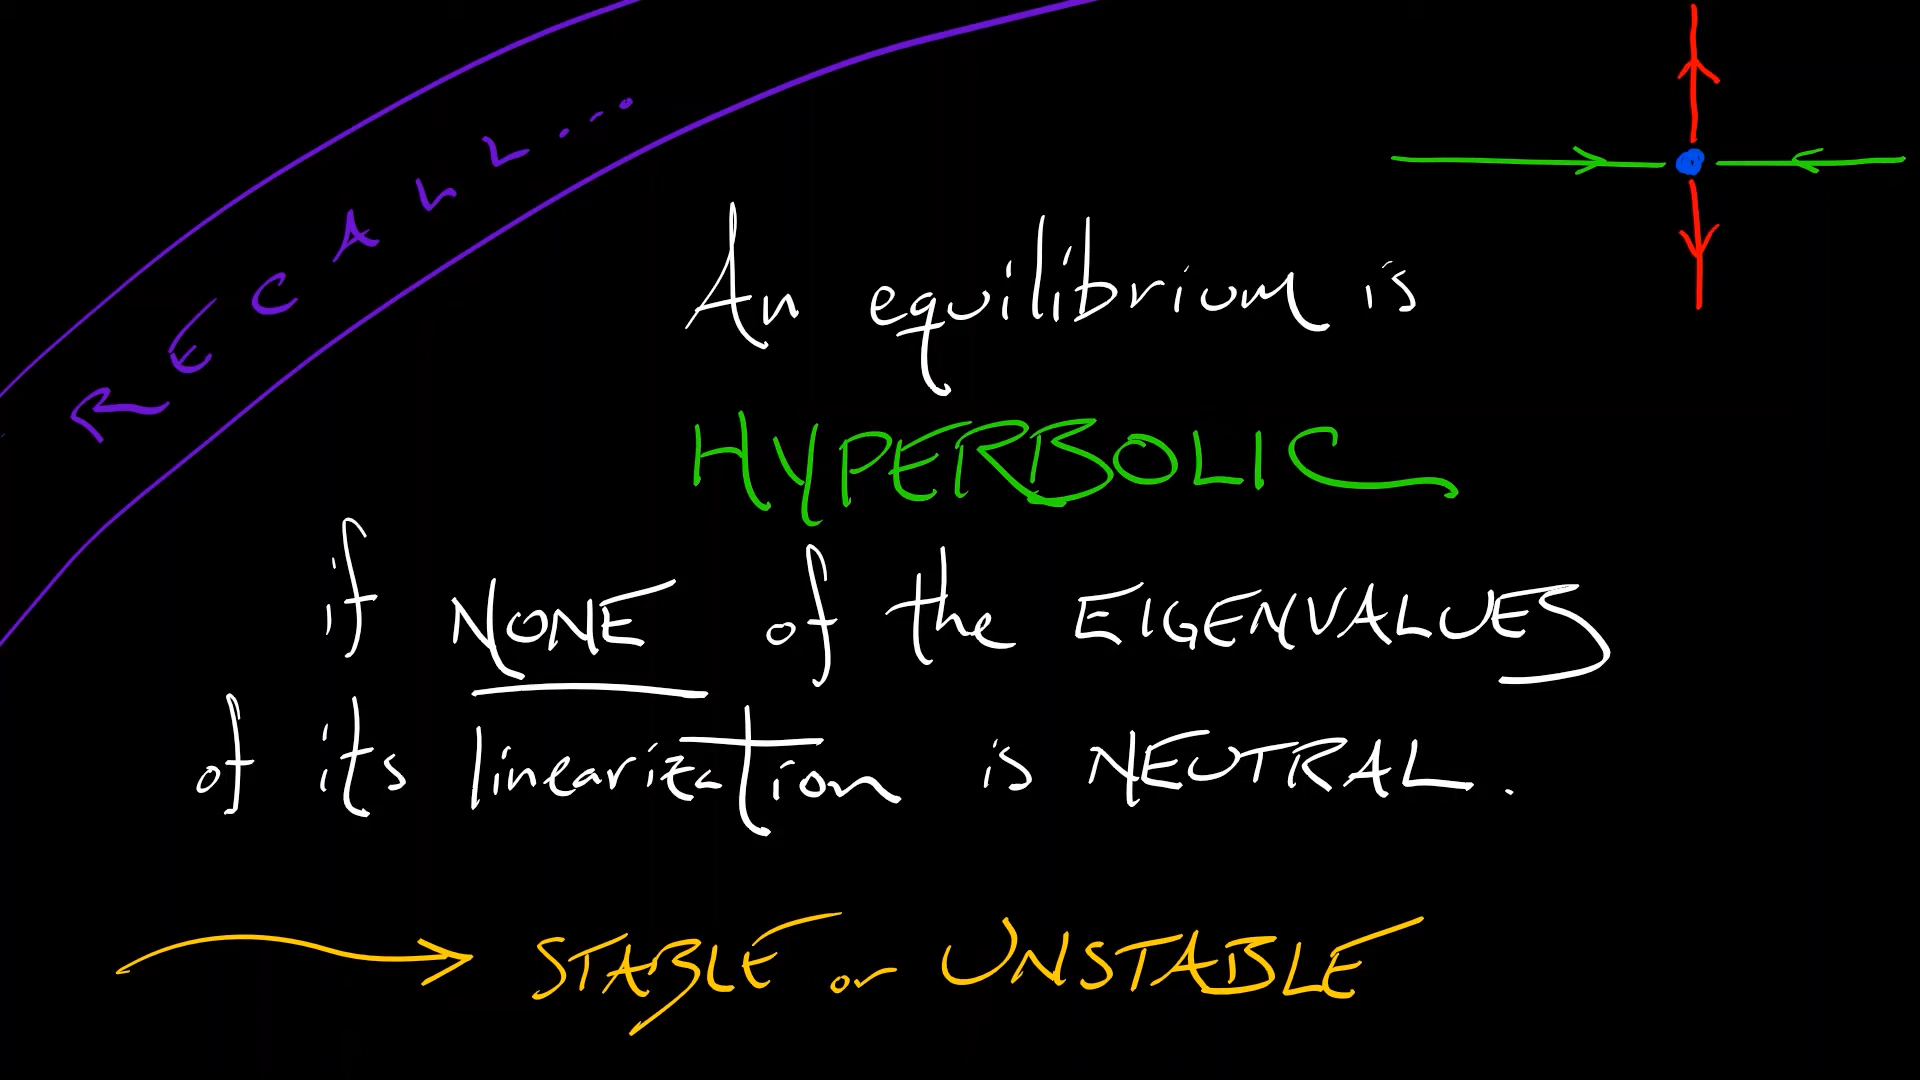 RECALL...
An equilibrium is
HYPERBOLIC
if NONE of the EIGENVALUES
of its linearization is NEUTRAL.
STABLE or UNSTABLE